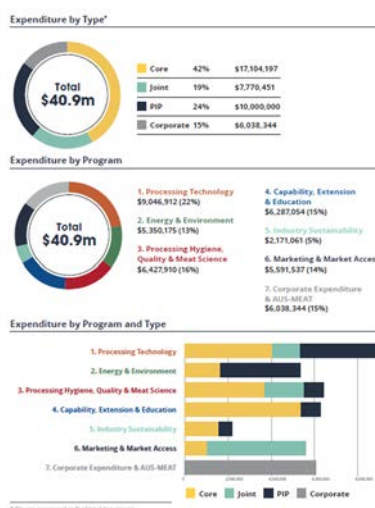 Expenditure by Type*
Total
$40.9m
Core 42% $17,104,197
Joint 19% $7,770,451
PIP 24% $10,000,000
Corporate 15% $6,038,344
Expenditure by Program
Total
$40.9m
1. Processing Technology
$9,046,912 (22%)
2. Energy & Environment
$5,350,175 (13%)
3. Processing Hygiene,
Quality & Meat Science
$6,427,910 (16%)
4. Capability, Extension
& Education
$6,287,054 (15%)
5. Industry Sustainability
$2,171,061 (5%)
6. Marketing & Market Access
$5,591,537 (14%)
7. Corporate Expenditure
& AUS-MEAT
$6,038,344 (15%)
Expenditure by Program and Type
1. Processing Technology
2. Energy & Environment
3. Processing Hygiene, Quality & Meat Science
4. Capability, Extension & Education
5. Industry Sustainability
6. Marketing & Market Access
7. Corporate Expenditure & AUS-MEAT
Core Joint PIP Corporate